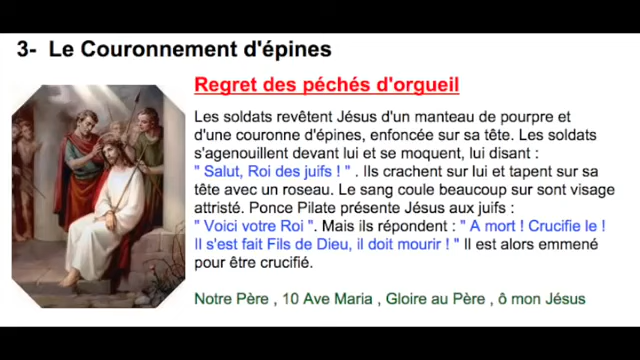 3- Le Couronnement d'épines
Regret des péchés d'orgueil
Les soldats revêtent Jésus d'un manteau de pourpre et
d'une couronne d'épines, enfoncée sur sa tête. Les soldats
s'agenouillent devant lui et se moquent, lui disant :
" Salut, Roi des juifs ! " . Ils crachent sur lui et tapent sur sa
tête avec un roseau. Le sang coule beaucoup sur sont visage
attristé. Ponce Pilate présente Jésus aux juifs :
" Voici votre Roi ". Mais ils répondent : " A mort ! Crucifie le !
Il s'est fait Fils de Dieu, il doit mourir ! " Il est alors emmené
pour être crucifié.
Notre Père , 10 Ave Maria , Gloire au Père , ô mon Jésus